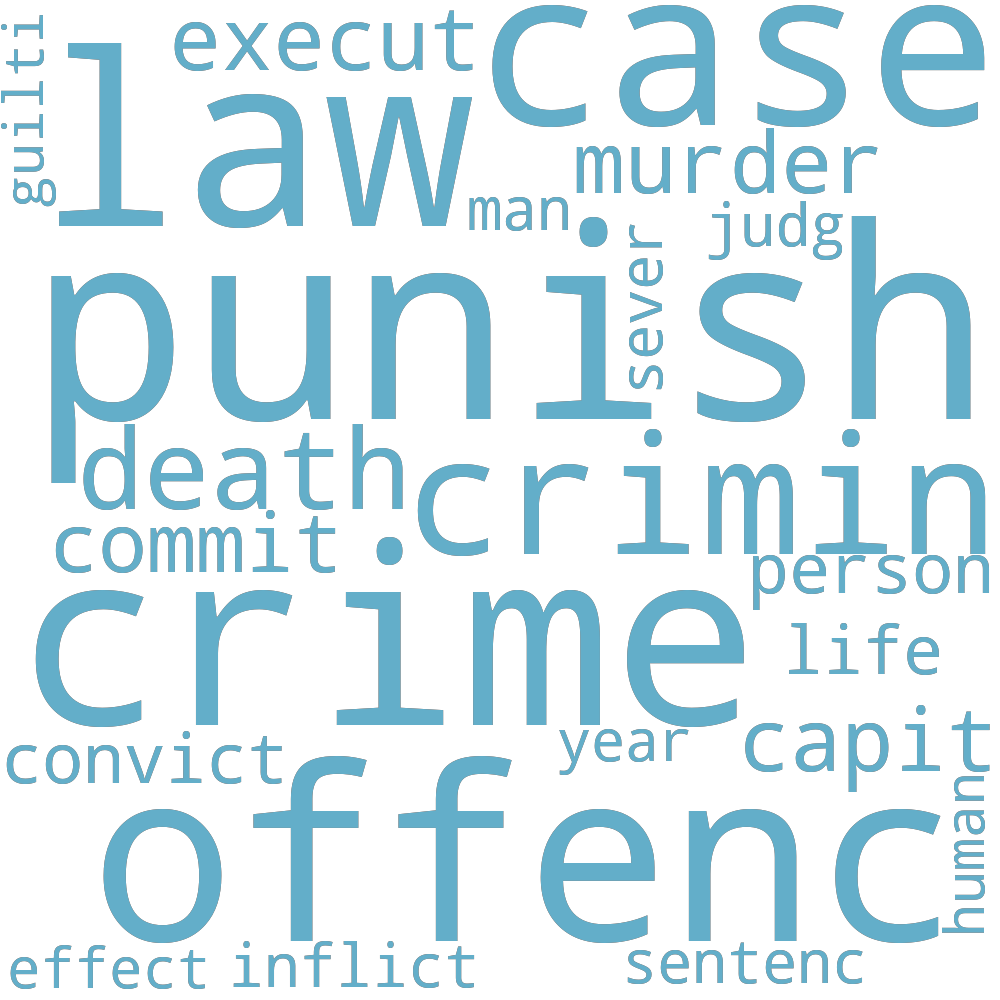 guilti
execut
case
law
murder
man
judg
sever
punish
death
crimin
commit
person
crime
life
convict
year
capit
offenc
human
effect
inflict
sentenc